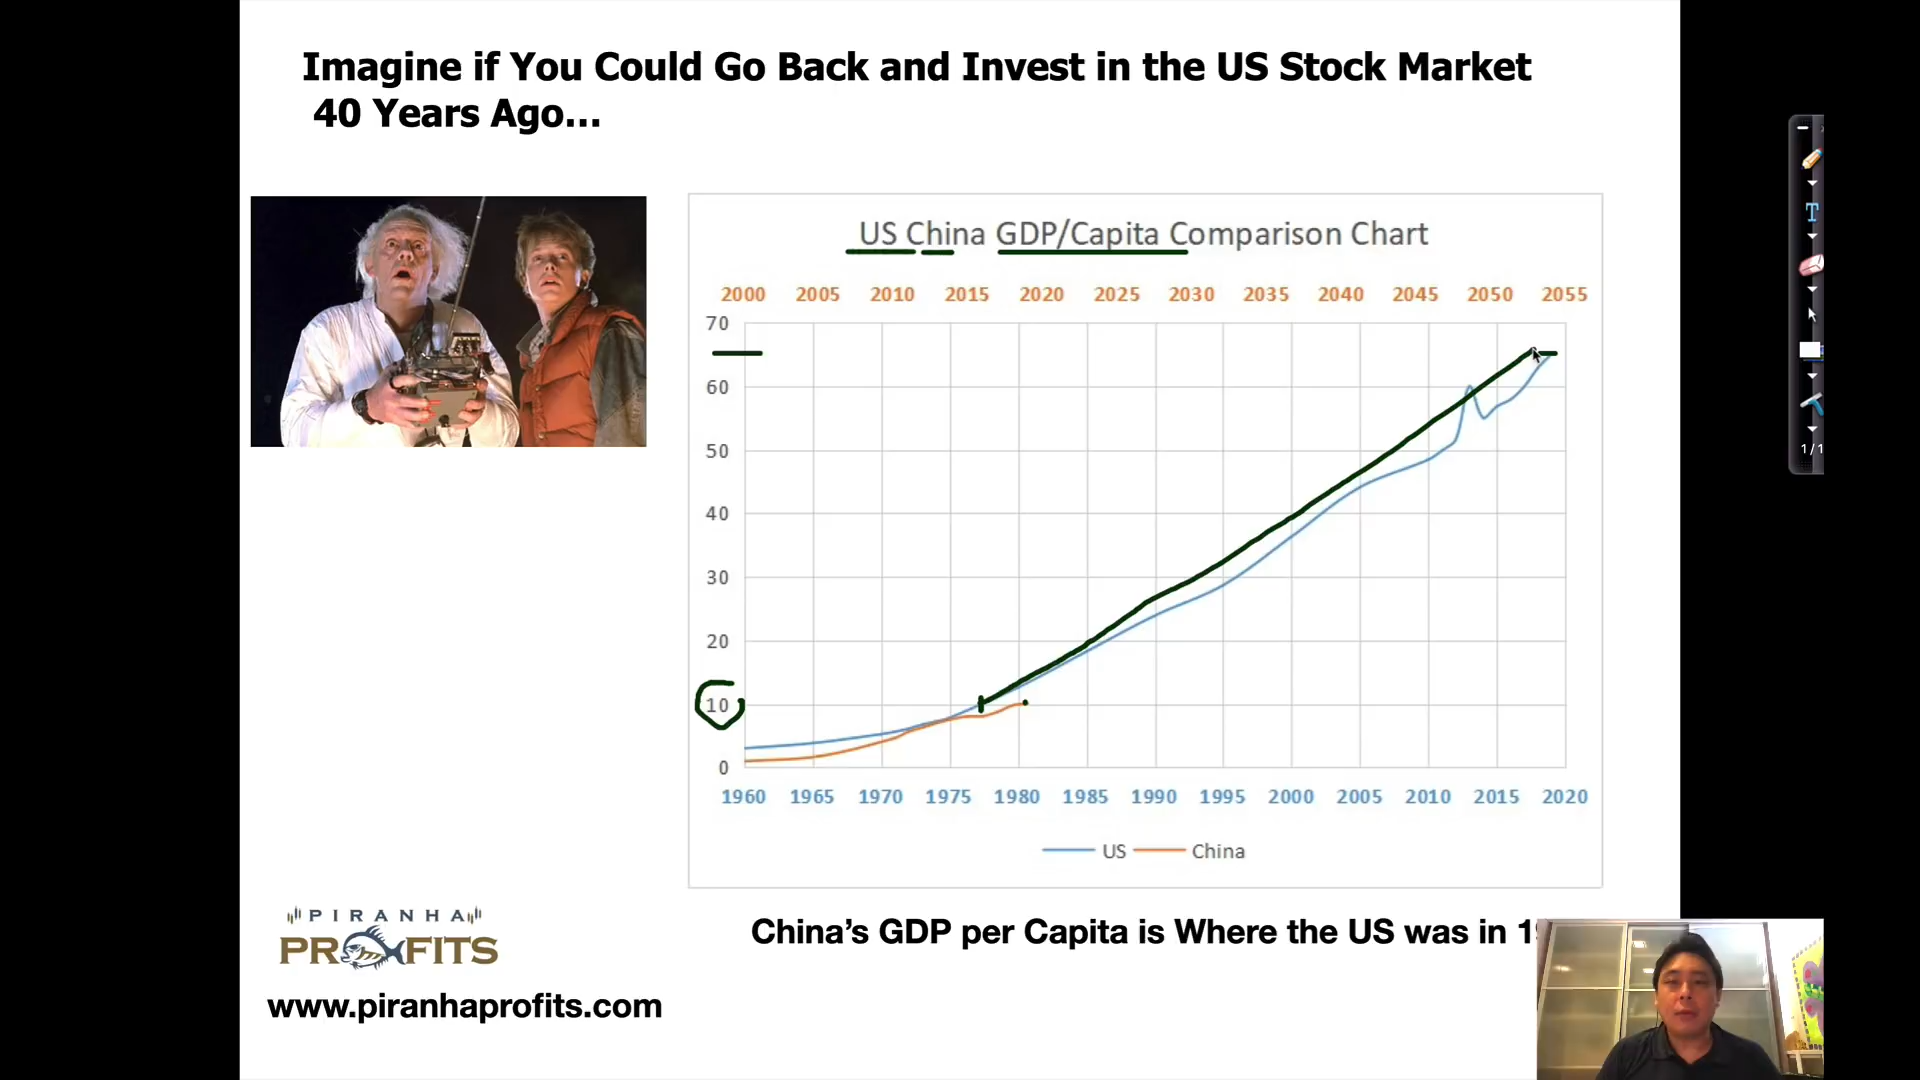 Imagine if You Could Go Back and Invest in the US Stock Market
40 Years Ago...
US China GDP/Capita Comparison Chart
2000 2005 2010 2015 2020 2025 2030 2035 2040 2045 2050 2055
70
60
50
40
30
20
10
0
1960 1965 1970 1975 1980 1985 1990 1995 2000 2005 2010 2015 2020
US China
China's GDP per Capita is Where the US was in
PIRANHA
PROFITS
www.piranhaprofits.com
T
1/1